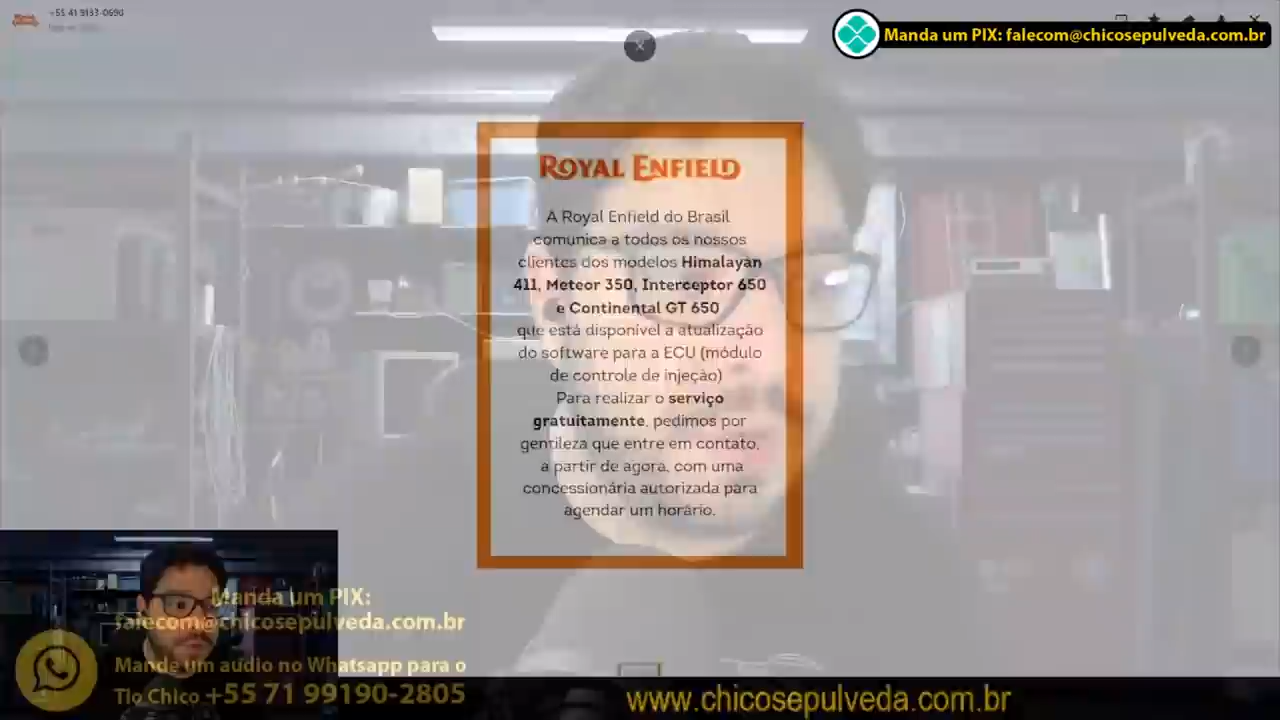 +55 41 9133-0690
Manda um PIX: falecom@chicosepulveda.com.br
ROYAL ENFIELD
A Royal Enfield do Brasil
comunica a todos os nossos
clientes dos modelos Himalayan
411, Meteor 350, Interceptor 650
e Continental GT 650
que está disponível a atualização
do software para a ECU (módulo
de controle de injeção)
Para realizar o serviço
gratuitamente, pedimos por
gentileza que entre em contato,
a partir de agora, com uma
concessionária autorizada para
agendar um horário.
Manda um PIX:
falecom@chicosepulveda.com.br
Mande um audio no Whatsapp para o
Tio Chico +55 71 99190-2805
www.chicosepulveda.com.br